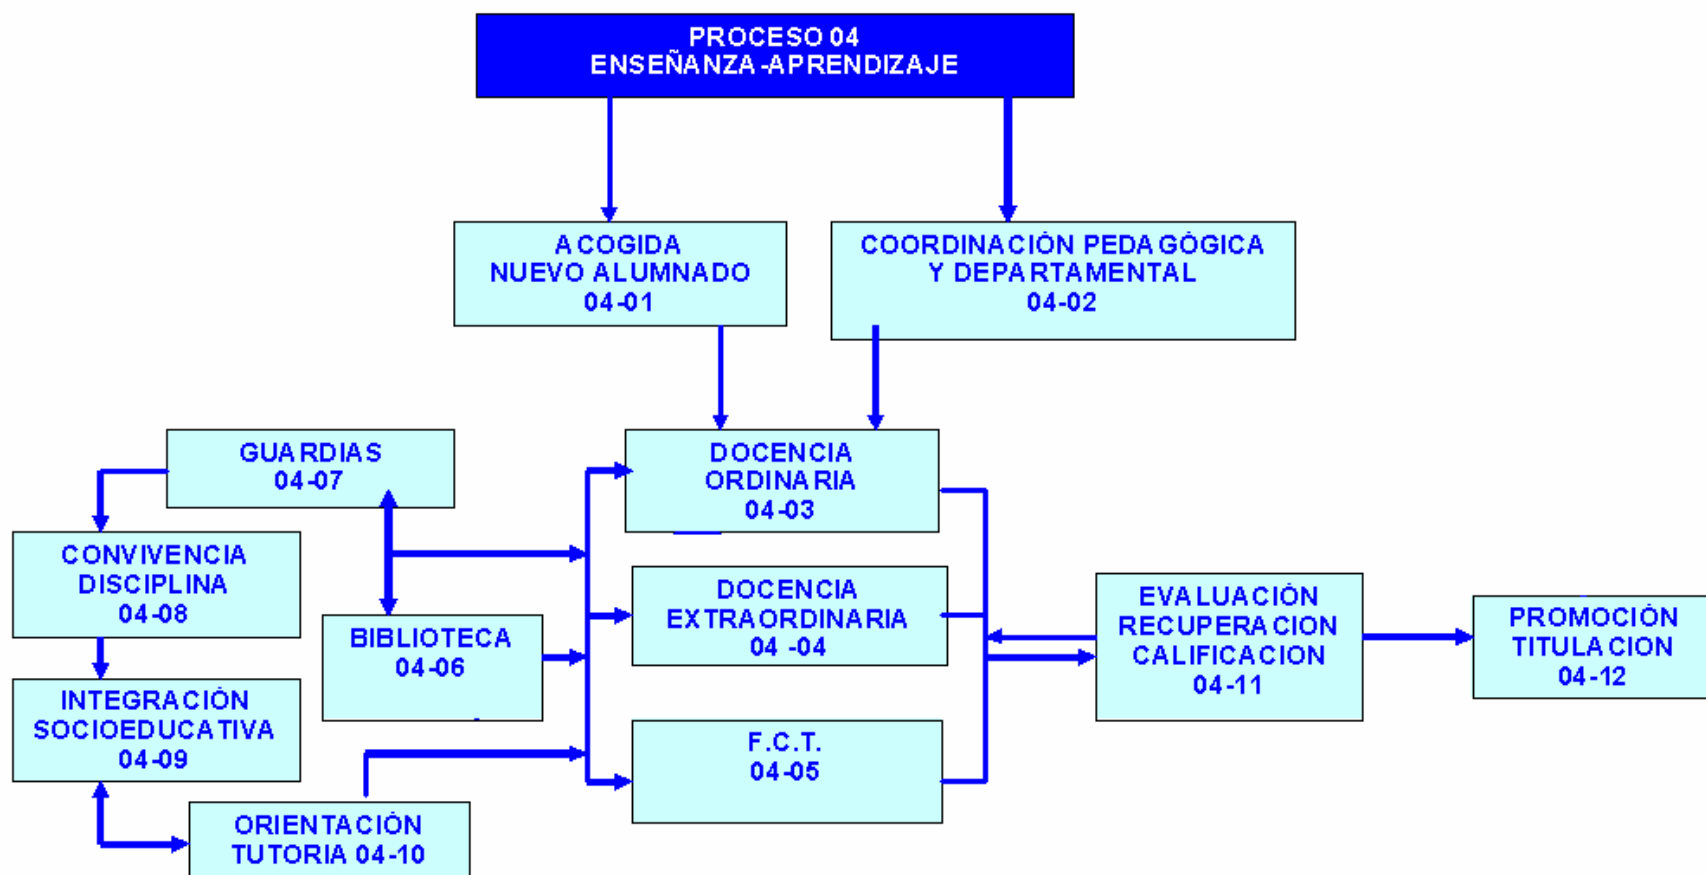 PROCESO 04
ENSEÑANZA-APRENDIZAJE
ACOGIDA
NUEVO ALUMNADO
04-01
COORDINACIÓN PEDAGÓGICA
Y DEPARTAMENTAL
04-02
GUARDIAS
04-07
DOCENCIA
ORDINARIA
04-03
CONVIVENCIA
DISCIPLINA
04-08
BIBLIOTECA
04-06
DOCENCIA
EXTRAORDINARIA
04 -04
EVALUACIÓN
RECUPERACION
CALIFICACION
04-11
PROMOCIÓN
TITULACION
04-12
INTEGRACIÓN
SOCIOEDUCATIVA
04-09
F.C.T.
04-05
ORIENTACIÓN
TUTORIA 04-10